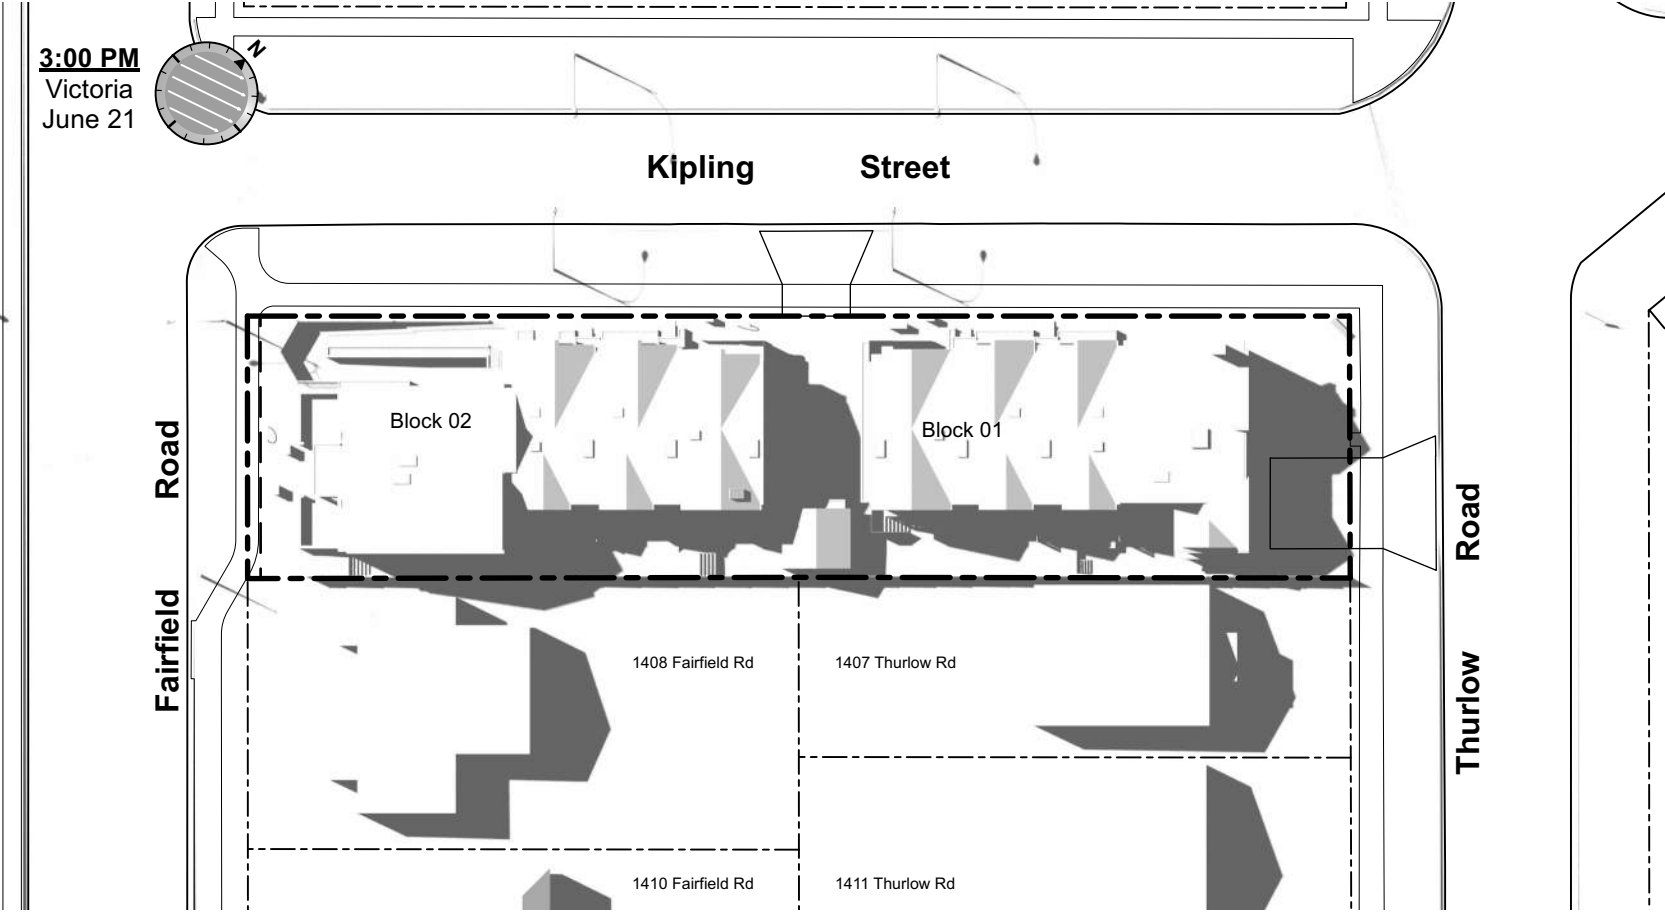 N
3:00 PM
Victoria
June 21
Kipling Street
Block 02
Block 01
Fairfield Road
Thurlow Road
1408 Fairfield Rd
1407 Thurlow Rd
1410 Fairfield Rd
1411 Thurlow Rd